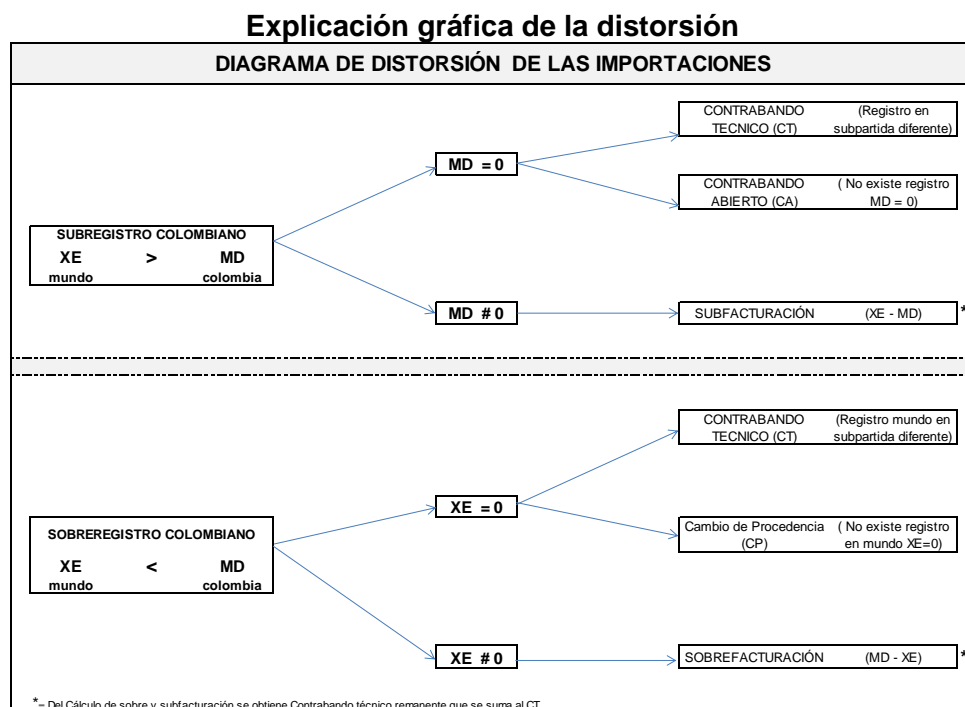 Explicación gráfica de la distorsión
DIAGRAMA DE DISTORSIÓN DE LAS IMPORTACIONES
CONTRABANDO (Registro en
TECNICO (CT) subpartida diferente)
MD = 0
CONTRABANDO ( No existe registro
ABIERTO (CA) MD = 0)
SUBREGISTRO COLOMBIANO
XE > MD
mundo colombia
MD # 0
SUBFACTURACIÓN (XE - MD) *
CONTRABANDO (Registro mundo en
TECNICO (CT) subpartida diferente)
XE = 0
SOBREREGISTRO COLOMBIANO
Cambio de Procedencia ( No existe registro
(CP) en mundo XE=0)
XE < MD
mundo colombia
XE # 0
SOBREFACTURACIÓN (MD - XE) *
*= Del Cálculo de sobre y subfacturación se obtiene Contrabando técnico remanente que se suma al CT